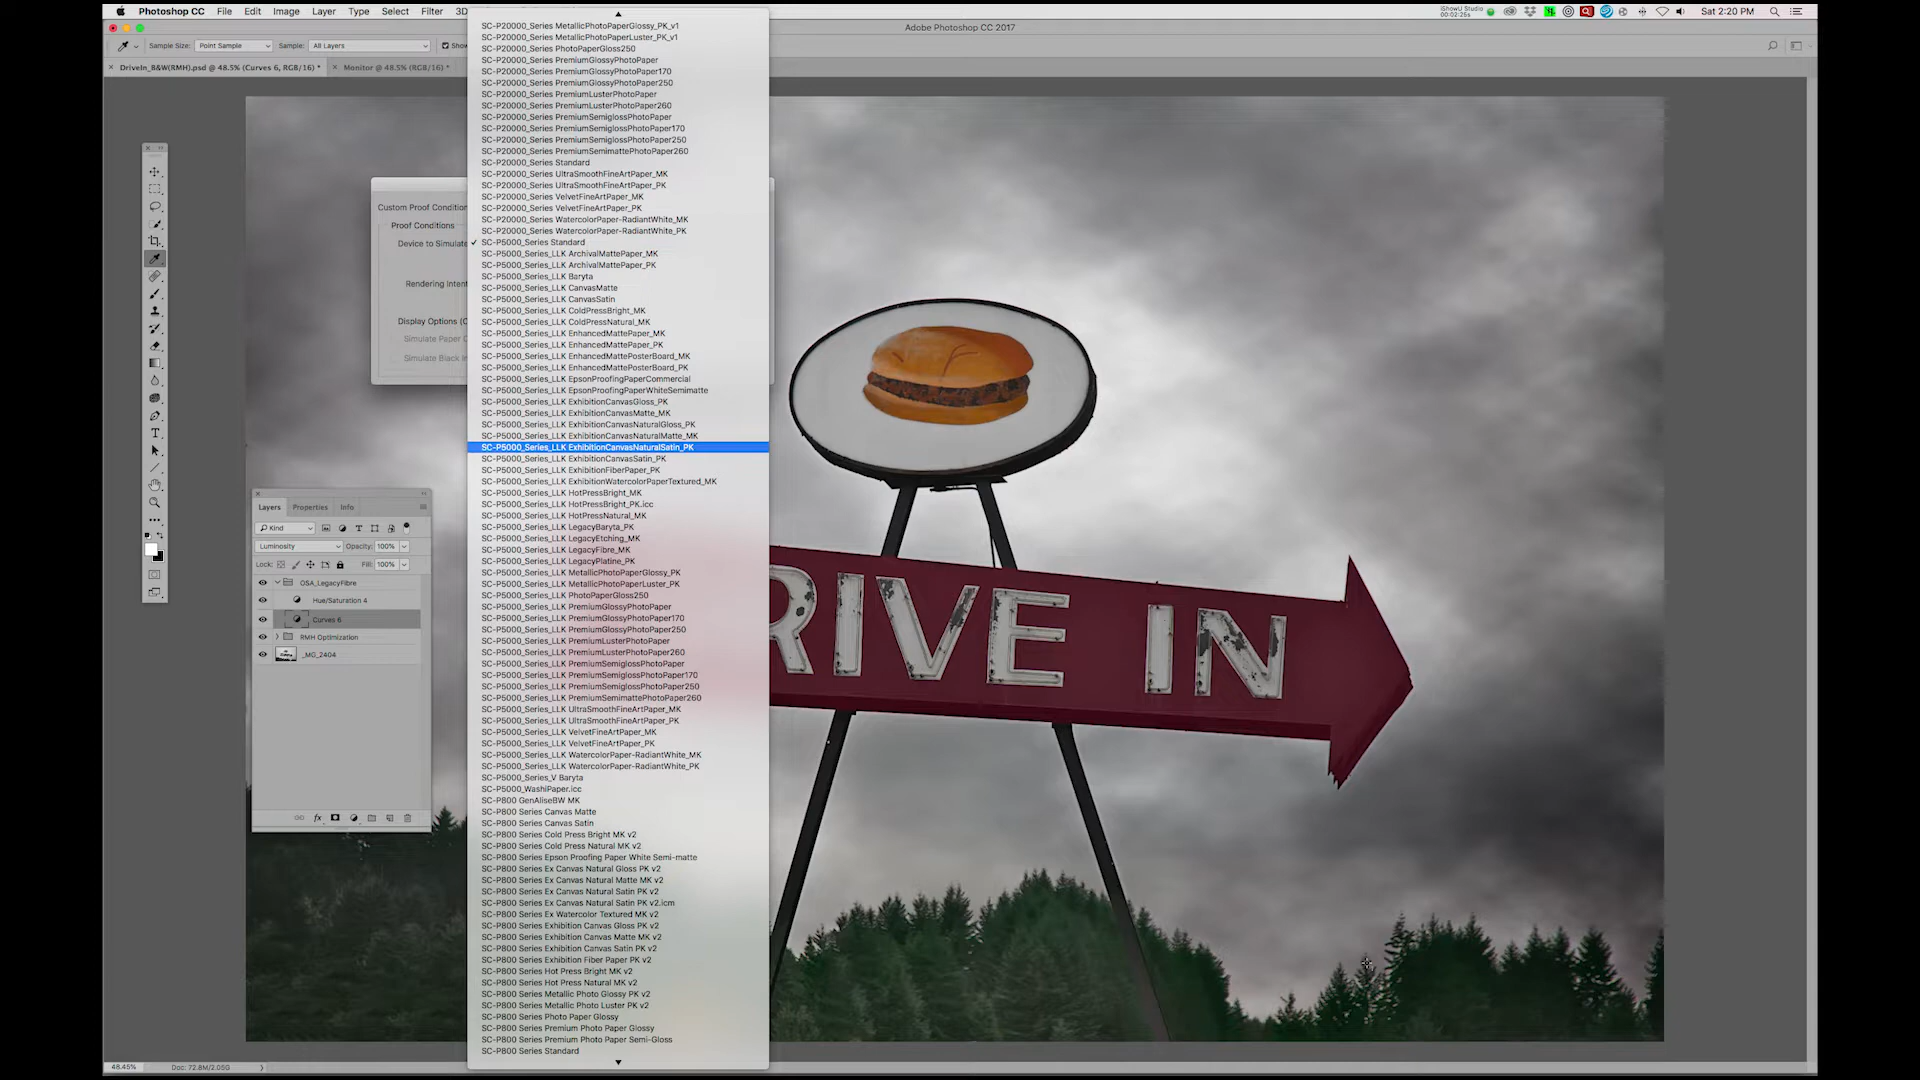 Photoshop CC File Edit Image Layer Type Select Filter 3D
iShowU Studio
00:02:25s
Sat 2:20 PM
Adobe Photoshop CC 2017
Sample Size: Point Sample Sample: All Layers Show
DriveIn_B&W(RMH).psd @ 48.5% (Curves 6, RGB/16) *
Monitor @ 48.5% (RGB/16) *
Custom Proof Condition
Proof Conditions
Device to Simulate
Rendering Intent
Display Options (O
Simulate Paper C
Simulate Black In
SC-P20000_Series MetallicPhotoPaperGlossy_PK_v1
SC-P20000_Series MetallicPhotoPaperLuster_PK_v1
SC-P20000_Series PhotoPaperGloss250
SC-P20000_Series PremiumGlossyPhotoPaper
SC-P20000_Series PremiumGlossyPhotoPaper170
SC-P20000_Series PremiumGlossyPhotoPaper250
SC-P20000_Series PremiumLusterPhotoPaper
SC-P20000_Series PremiumLusterPhotoPaper260
SC-P20000_Series PremiumSemiglossPhotoPaper
SC-P20000_Series PremiumSemiglossPhotoPaper170
SC-P20000_Series PremiumSemiglossPhotoPaper250
SC-P20000_Series PremiumSemimattePhotoPaper260
SC-P20000_Series Standard
SC-P20000_Series UltraSmoothFineArtPaper_MK
SC-P20000_Series UltraSmoothFineArtPaper_PK
SC-P20000_Series VelvetFineArtPaper_MK
SC-P20000_Series VelvetFineArtPaper_PK
SC-P20000_Series WatercolorPaper-RadiantWhite_MK
SC-P20000_Series WatercolorPaper-RadiantWhite_PK
✓ SC-P5000_Series Standard
SC-P5000_Series_LLK ArchivalMattePaper_MK
SC-P5000_Series_LLK ArchivalMattePaper_PK
SC-P5000_Series_LLK Baryta
SC-P5000_Series_LLK CanvasMatte
SC-P5000_Series_LLK CanvasSatin
SC-P5000_Series_LLK ColdPressBright_MK
SC-P5000_Series_LLK ColdPressNatural_MK
SC-P5000_Series_LLK EnhancedMattePaper_MK
SC-P5000_Series_LLK EnhancedMattePaper_PK
SC-P5000_Series_LLK EnhancedMattePosterBoard_MK
SC-P5000_Series_LLK EnhancedMattePosterBoard_PK
SC-P5000_Series_LLK EpsonProofingPaperCommercial
SC-P5000_Series_LLK EpsonProofingPaperWhiteSemimatte
SC-P5000_Series_LLK ExhibitionCanvasGloss_PK
SC-P5000_Series_LLK ExhibitionCanvasMatte_MK
SC-P5000_Series_LLK ExhibitionCanvasNaturalGloss_PK
SC-P5000_Series_LLK ExhibitionCanvasNaturalMatte_MK
SC-P5000_Series_LLK ExhibitionCanvasNaturalSatin_PK
SC-P5000_Series_LLK ExhibitionCanvasSatin_PK
SC-P5000_Series_LLK ExhibitionFiberPaper_PK
SC-P5000_Series_LLK ExhibitionWatercolorPaperTextured_MK
SC-P5000_Series_LLK HotPressBright_MK
SC-P5000_Series_LLK HotPressBright_PK.icc
SC-P5000_Series_LLK HotPressNatural_MK
SC-P5000_Series_LLK LegacyBaryta_PK
SC-P5000_Series_LLK LegacyEtching_MK
SC-P5000_Series_LLK LegacyFibre_MK
SC-P5000_Series_LLK LegacyPlatine_PK
SC-P5000_Series_LLK MetallicPhotoPaperGlossy_PK
SC-P5000_Series_LLK MetallicPhotoPaperLuster_PK
SC-P5000_Series_LLK PhotoPaperGloss250
SC-P5000_Series_LLK PremiumGlossyPhotoPaper
SC-P5000_Series_LLK PremiumGlossyPhotoPaper170
SC-P5000_Series_LLK PremiumGlossyPhotoPaper250
SC-P5000_Series_LLK PremiumLusterPhotoPaper
SC-P5000_Series_LLK PremiumLusterPhotoPaper260
SC-P5000_Series_LLK PremiumSemiglossPhotoPaper
SC-P5000_Series_LLK PremiumSemiglossPhotoPaper170
SC-P5000_Series_LLK PremiumSemiglossPhotoPaper250
SC-P5000_Series_LLK PremiumSemimattePhotoPaper260
SC-P5000_Series_LLK UltraSmoothFineArtPaper_MK
SC-P5000_Series_LLK UltraSmoothFineArtPaper_PK
SC-P5000_Series_LLK VelvetFineArtPaper_MK
SC-P5000_Series_LLK VelvetFineArtPaper_PK
SC-P5000_Series_LLK WatercolorPaper-RadiantWhite_MK
SC-P5000_Series_LLK WatercolorPaper-RadiantWhite_PK
SC-P5000_Series_V Baryta
SC-P5000_WashiPaper.icc
SC-P800 GenAliseBW MK
SC-P800 Series Canvas Matte
SC-P800 Series Canvas Satin
SC-P800 Series Cold Press Bright MK v2
SC-P800 Series Cold Press Natural MK v2
SC-P800 Series Epson Proofing Paper White Semi-matte
SC-P800 Series Ex Canvas Natural Gloss PK v2
SC-P800 Series Ex Canvas Natural Matte MK v2
SC-P800 Series Ex Canvas Natural Satin PK v2
SC-P800 Series Ex Canvas Natural Satin PK v2.icm
SC-P800 Series Ex Watercolor Textured MK v2
SC-P800 Series Exhibition Canvas Gloss PK v2
SC-P800 Series Exhibition Canvas Matte MK v2
SC-P800 Series Exhibition Canvas Satin PK v2
SC-P800 Series Exhibition Fiber Paper PK v2
SC-P800 Series Hot Press Bright MK v2
SC-P800 Series Hot Press Natural MK v2
SC-P800 Series Metallic Photo Glossy PK v2
SC-P800 Series Metallic Photo Luster PK v2
SC-P800 Series Photo Paper Glossy
SC-P800 Series Premium Photo Paper Glossy
SC-P800 Series Premium Photo Paper Semi-Gloss
SC-P800 Series Standard
Layers Properties Info
Kind
Luminosity Opacity: 100%
Lock: Fill: 100%
OSA_LegacyFibre
Hue/Saturation 4
Curves 6
RMH Optimization
_MG_2404
RIVE IN
48.45% Doc: 72.8M/2.05G